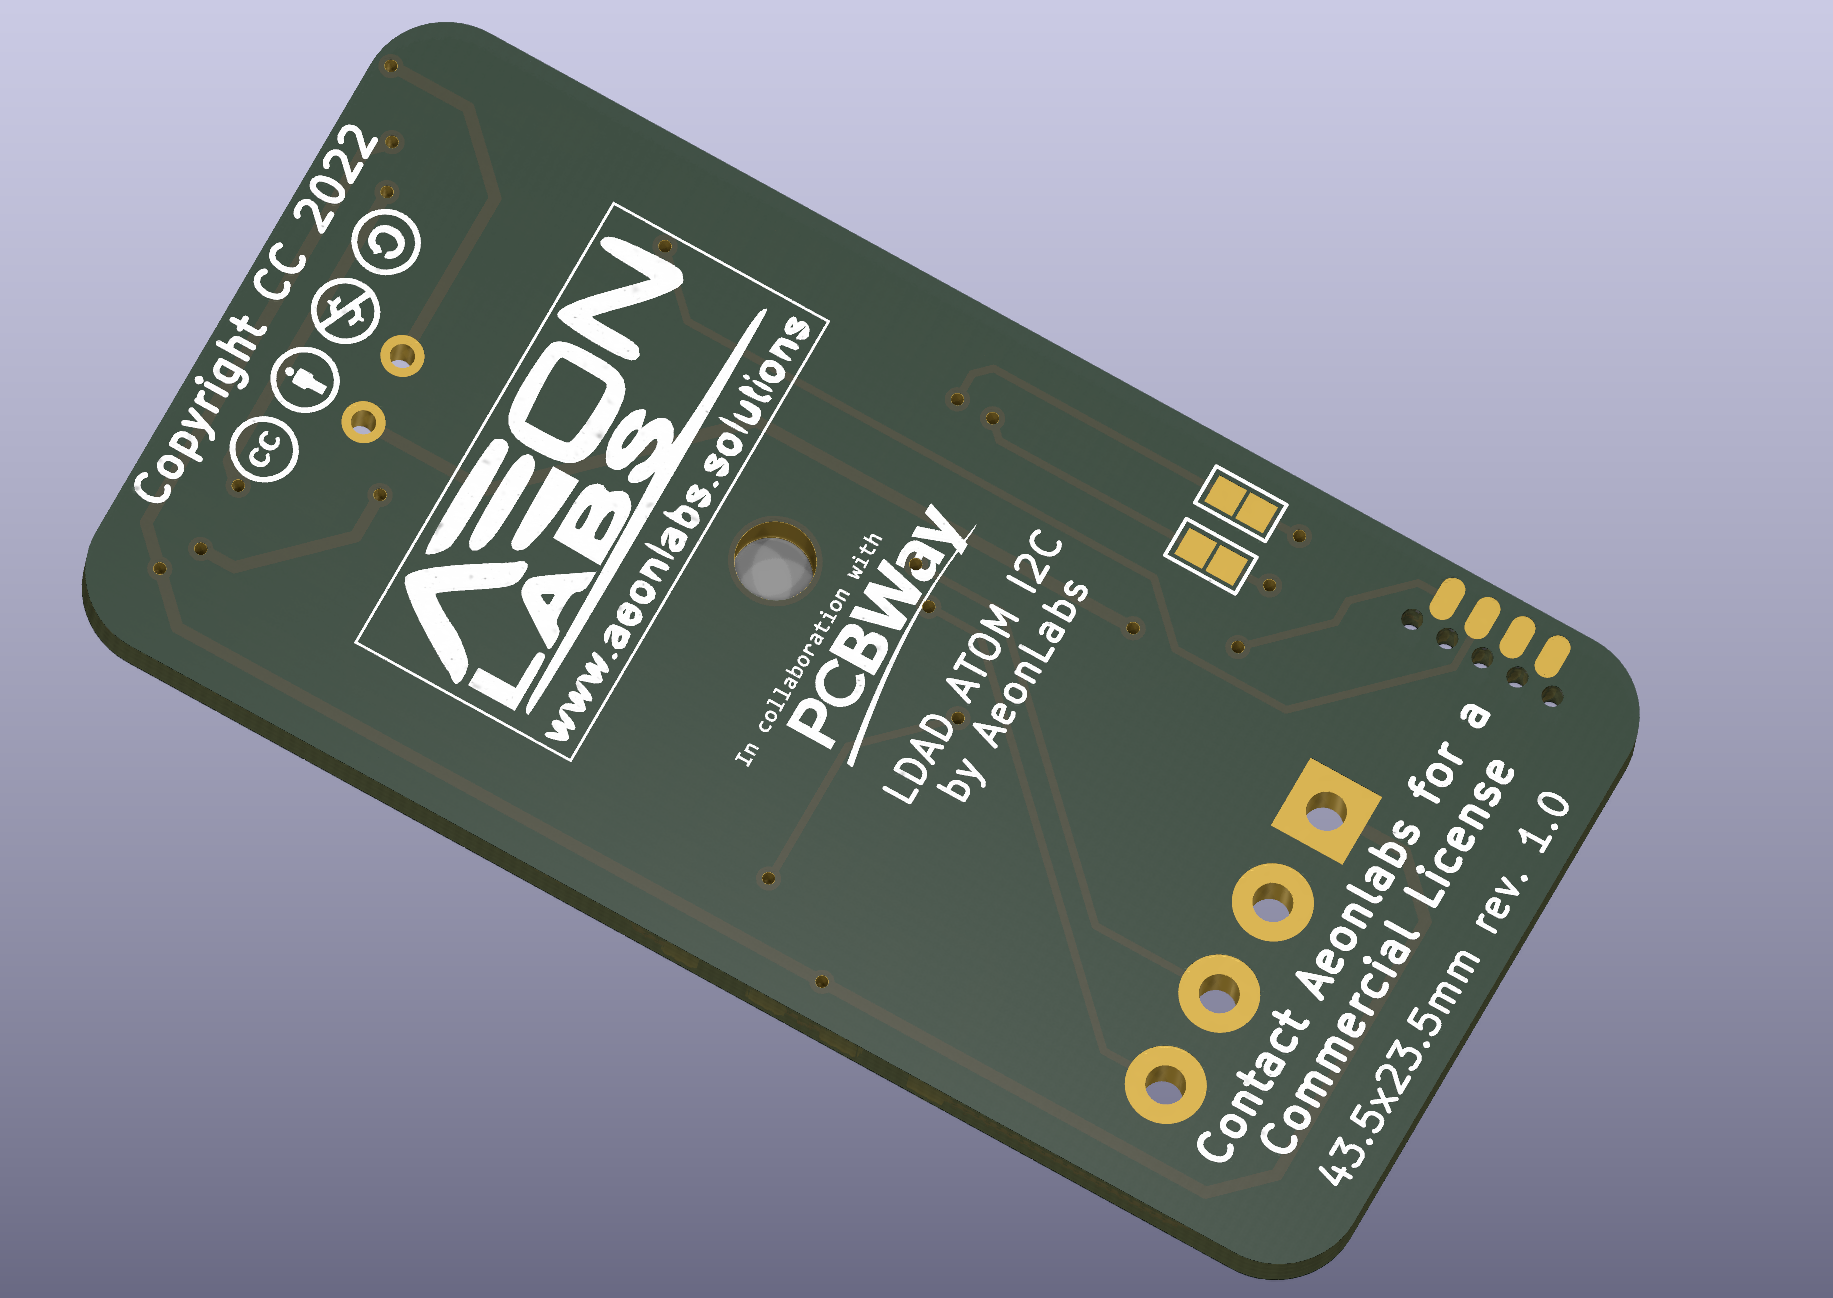 Copyright CC 2022
cc
AEON
LABS
www.aeonlabs.solutions
In collaboration with
PCBWay
LDAD ATOM I2C
by AeonLabs
Contact Aeonlabs for a
Commercial License
43.5x23.5mm rev. 1.0